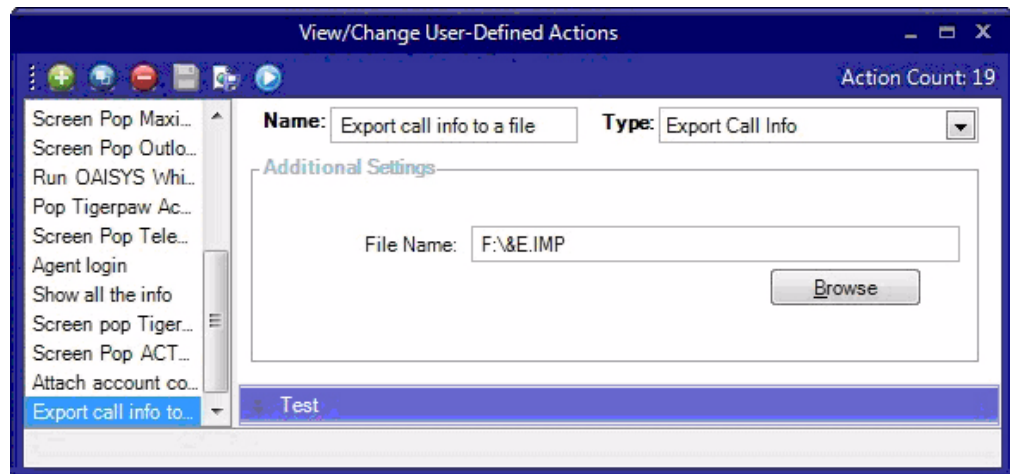 View/Change User-Defined Actions
Action Count: 19
Screen Pop Maxi...
Screen Pop Outlo...
Run OAISYS Whi...
Pop Tigerpaw Ac...
Screen Pop Tele...
Agent login
Show all the info
Screen pop Tiger...
Screen Pop ACT...
Attach account co...
Export call info to...
Name: Export call info to a file Type: Export Call Info
Additional Settings
File Name: F:\&E.IMP
Browse
Test